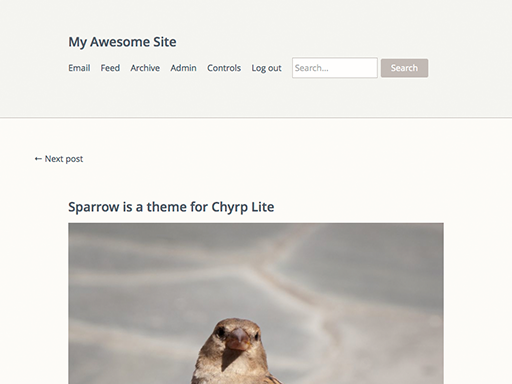 My Awesome Site
Email Feed Archive Admin Controls Log out Search... Search
← Next post
Sparrow is a theme for Chyrp Lite